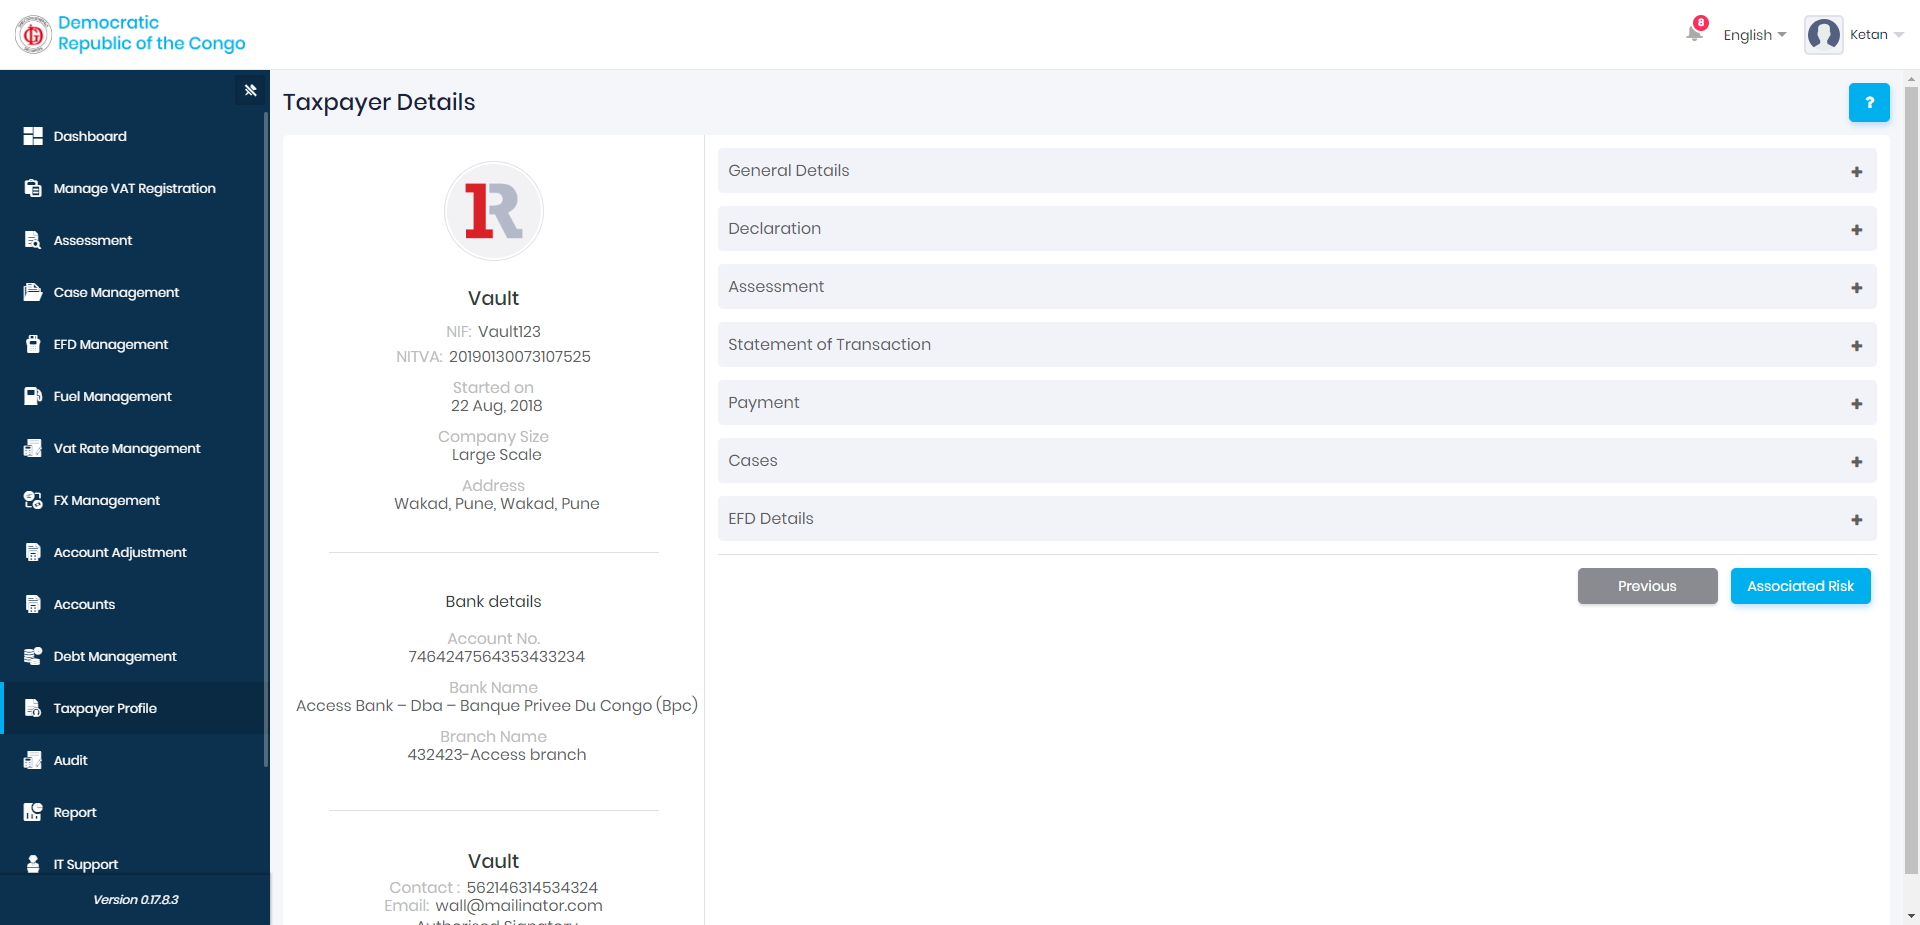 Democratic
Republic of the Congo
8
English
Ketan
Dashboard
Manage VAT Registration
Assessment
Case Management
EFD Management
Fuel Management
Vat Rate Management
FX Management
Account Adjustment
Accounts
Debt Management
Taxpayer Profile
Audit
Report
IT Support
Version 0.17.8.3
Taxpayer Details
?
1R
Vault
NIF: Vault123
NITVA: 20190130073107525
Started on
22 Aug, 2018
Company Size
Large Scale
Address
Wakad, Pune, Wakad, Pune
Bank details
Account No.
7464247564353433234
Bank Name
Access Bank – Dba – Banque Privee Du Congo (Bpc)
Branch Name
432423-Access branch
Vault
Contact : 562146314534324
Email: wall@mailinator.com
Authorised Signatory
General Details
Declaration
Assessment
Statement of Transaction
Payment
Cases
EFD Details
Previous
Associated Risk